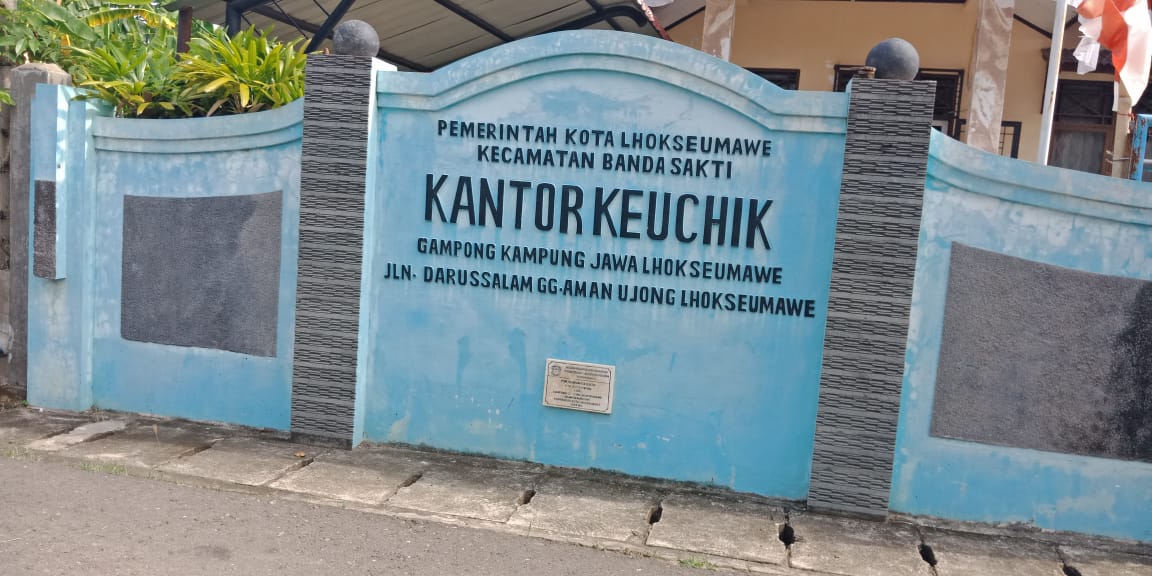 PEMERINTAH KOTA LHOKSEUMAWE
KECAMATAN BANDA SAKTI
KANTOR KEUCHIK
GAMPONG KAMPUNG JAWA LHOKSEUMAWE
JLN. DARUSSALAM GG.AMAN UJONG LHOKSEUMAWE